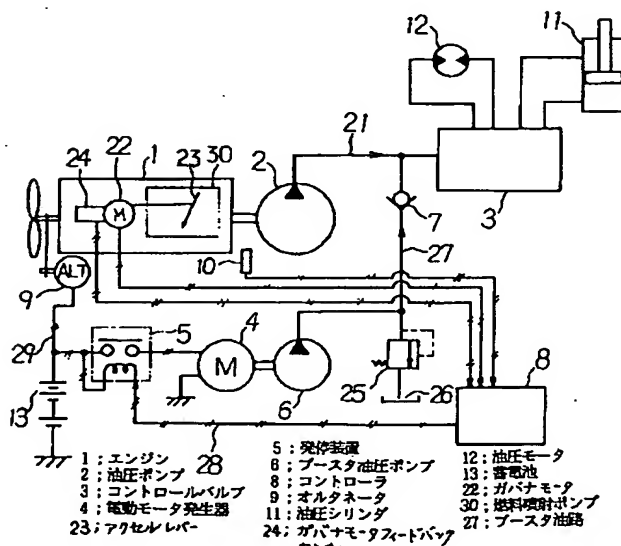 12
11
21
1
23
30
24
22
2
M
7
3
10
27
ALT
9
5
4
29
M
25
26
8
6
13
28
1；エンジン
2；油圧ポンプ
3；コントロールバルブ
4；電動モータ発生器
23；アクセルレバー
5；発停装置
6；ブースタ油圧ポンプ
8；コントローラ
9；オルタネータ
11；油圧シリンダ
24；ガバナモータフィードバック
12；油圧モータ
13；蓄電池
22；ガバナモータ
30；燃料噴射ポンプ
27；ブースタ油路